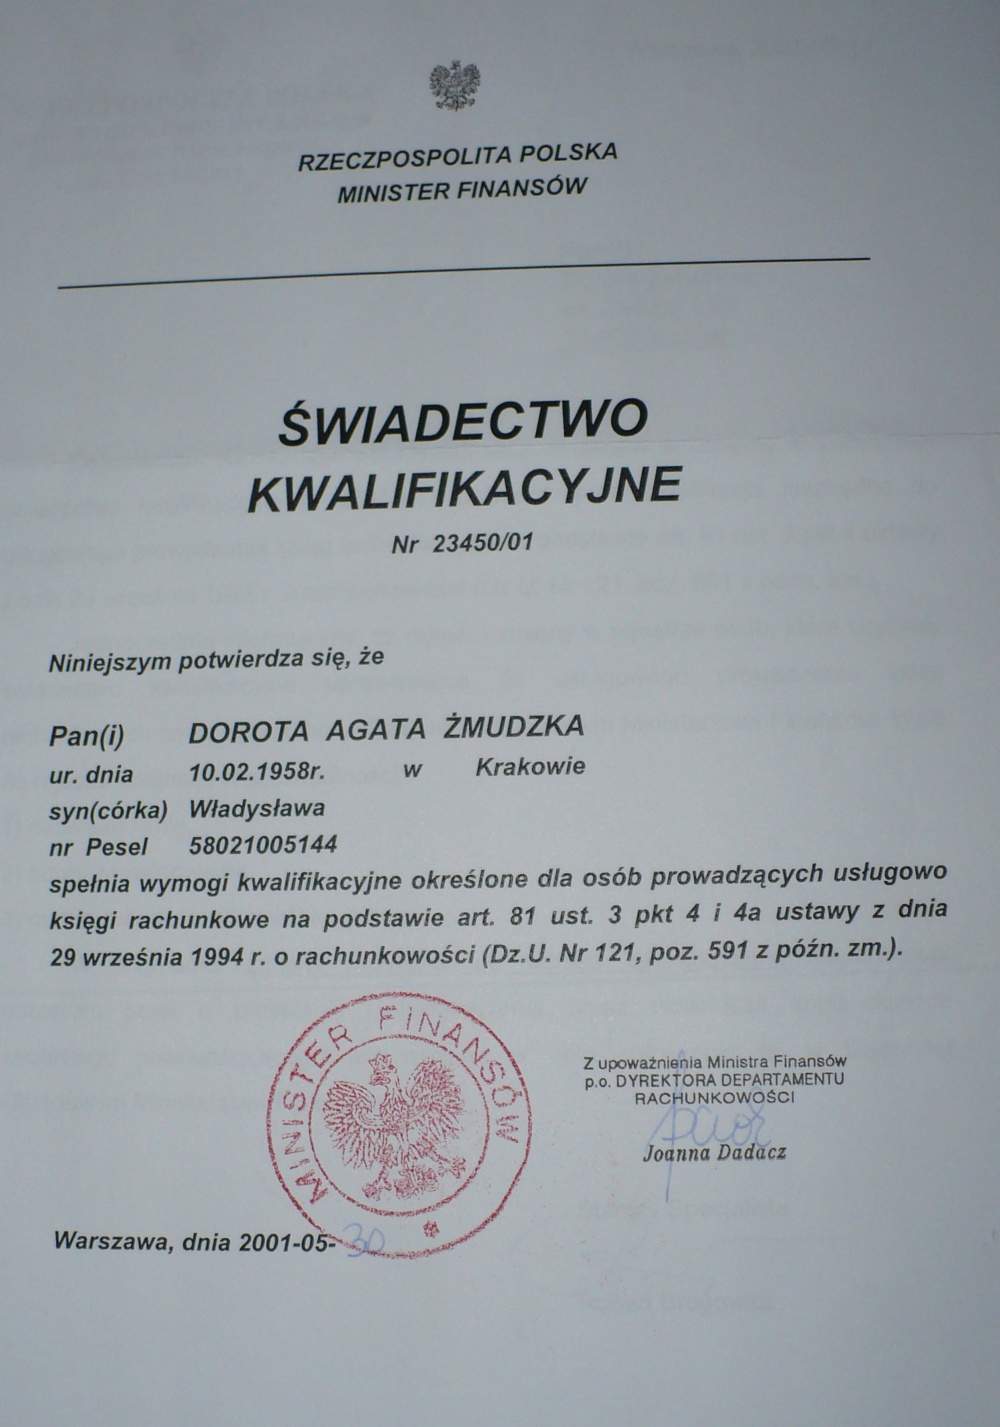 RZECZPOSPOLITA POLSKA
MINISTER FINANSÓW
ŚWIADECTWO
KWALIFIKACYJNE
Nr 23450/01
Niniejszym potwierdza się, że
Pan(i) DOROTA AGATA ŻMUDZKA
ur. dnia 10.02.1958r. w Krakowie
syn(córka) Władysława
nr Pesel 58021005144
spełnia wymogi kwalifikacyjne określone dla osób prowadzących usługowo
księgi rachunkowe na podstawie art. 81 ust. 3 pkt 4 i 4a ustawy z dnia
29 września 1994 r. o rachunkowości (Dz.U. Nr 121, poz. 591 z późn. zm.).
MINISTER FINANSÓW
Z upoważnienia Ministra Finansów
p.o. DYREKTORA DEPARTAMENTU
RACHUNKOWOŚCI
Joanna Dadacz
Warszawa, dnia 2001-05-30